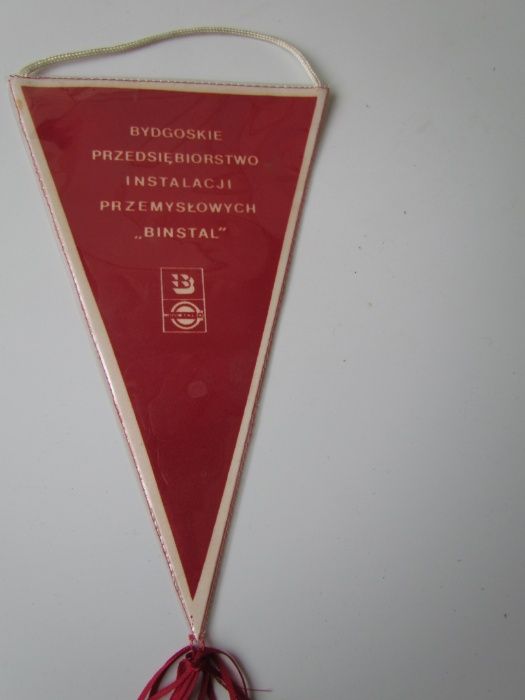 BYDGOSKIE
PRZEDSIĘBIORSTWO
INSTALACJI
PRZEMYSŁOWYCH
„BINSTAL”